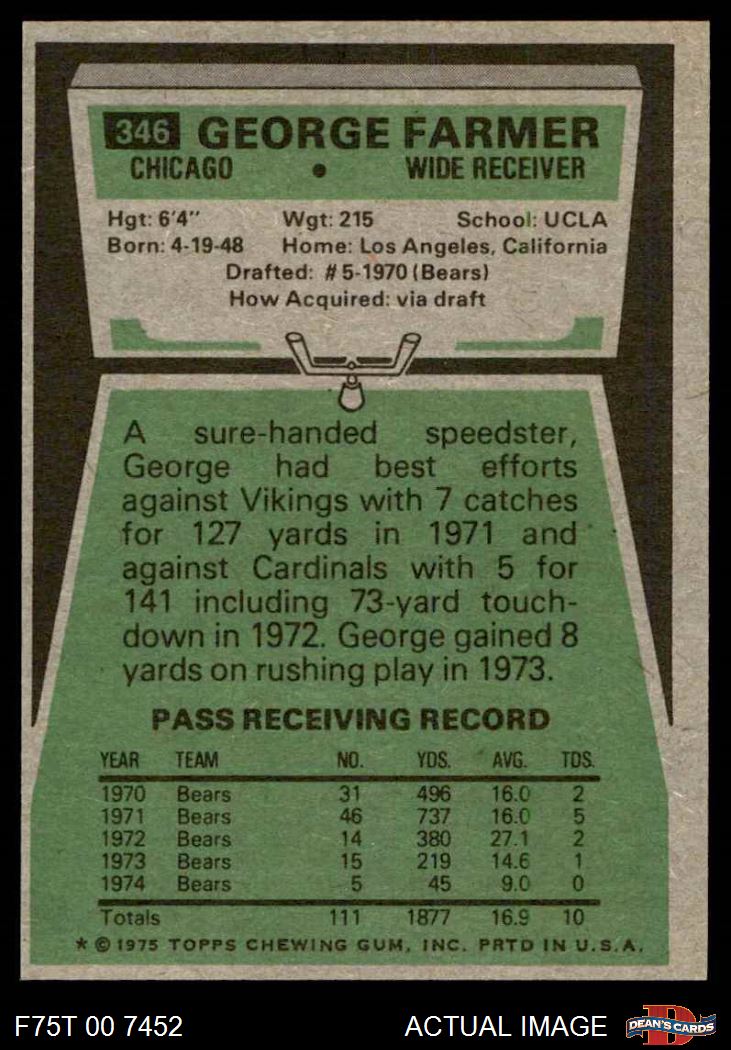 346 GEORGE FARMER
CHICAGO • WIDE RECEIVER
Hgt: 6'4" Wgt: 215 School: UCLA
Born: 4-19-48 Home: Los Angeles, California
Drafted: #5-1970 (Bears)
How Acquired: via draft
A sure-handed speedster,
George had best efforts
against Vikings with 7 catches
for 127 yards in 1971 and
against Cardinals with 5 for
141 including 73-yard touch-
down in 1972. George gained 8
yards on rushing play in 1973.
PASS RECEIVING RECORD
YEAR TEAM NO. YDS. AVG. TDS.
1970 Bears 31 496 16.0 2
1971 Bears 46 737 16.0 5
1972 Bears 14 380 27.1 2
1973 Bears 15 219 14.6 1
1974 Bears 5 45 9.0 0
Totals 111 1877 16.9 10
* © 1975 TOPPS CHEWING GUM, INC. PRTD IN U.S.A.
F75T 00 7452 ACTUAL IMAGE D DEAN'S CARDS